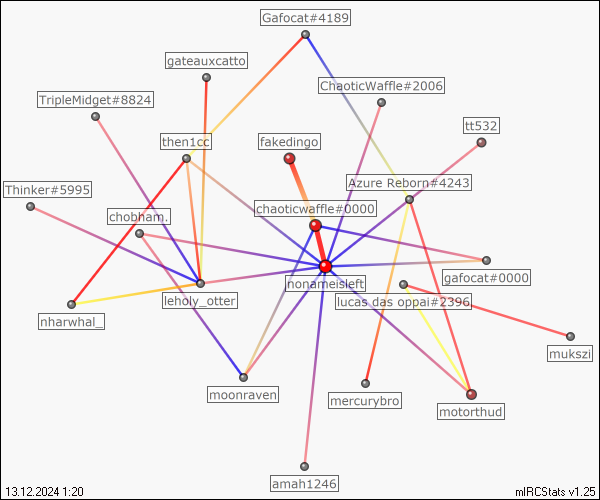 Gafocat#4189
gateauxcatto
ChaoticWaffle#2006
TripleMidget#8824
tt532
then1cc
fakedingo
Azure Reborn#4243
Thinker#5995
chaoticwaffle#0000
chobham.
gafocat#0000
nonameisleft
leholy_otter
lucas.das oppai#2396
nharwhal_
mukszi
moonraven
mercurybro
motorthud
amah1246
13.12.2024 1:20
mIRCStats v1.25